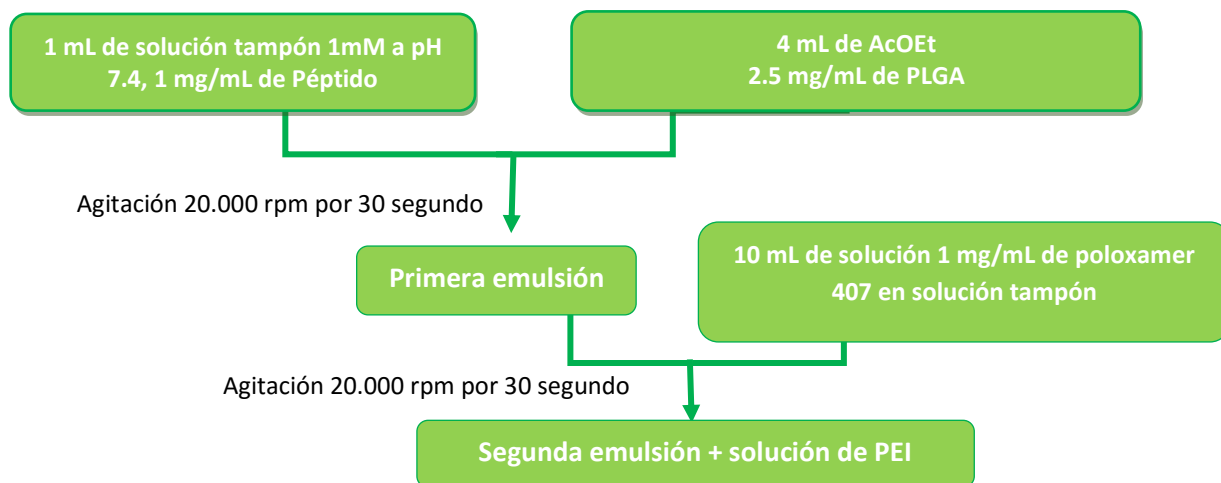 1 mL de solución tampón 1mM a pH
7.4, 1 mg/mL de Péptido
4 mL de AcOEt
2.5 mg/mL de PLGA
Agitación 20.000 rpm por 30 segundo
Primera emulsión
10 mL de solución 1 mg/mL de poloxamer
407 en solución tampón
Agitación 20.000 rpm por 30 segundo
Segunda emulsión + solución de PEI